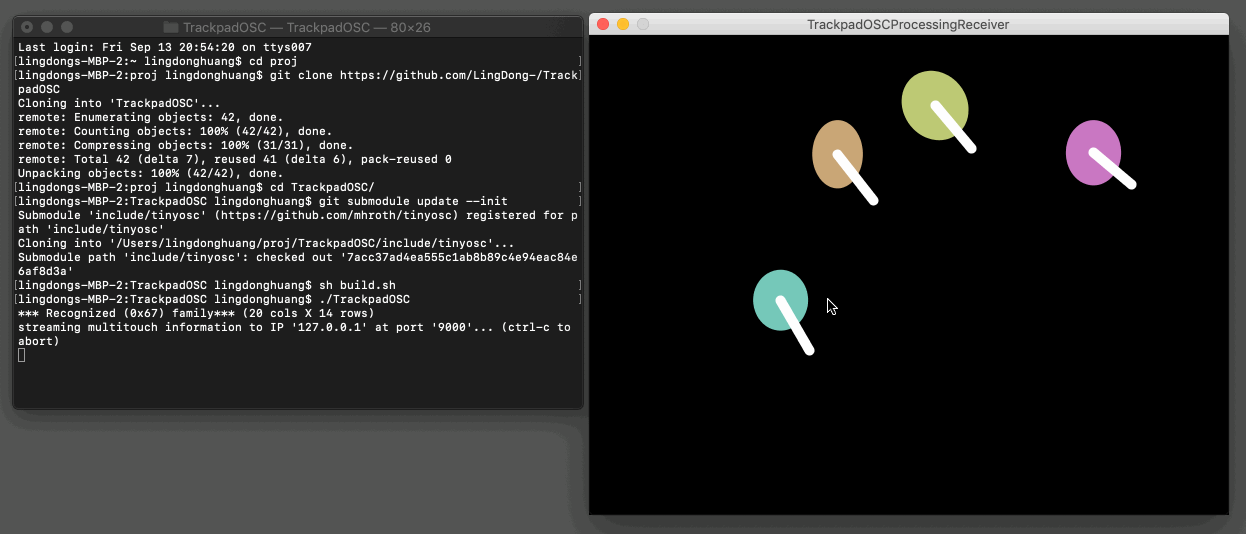 TrackpadOSC — TrackpadOSC — 80×26
Last login: Fri Sep 13 20:54:20 on ttys007
[lingdongs-MBP-2:~ lingdonghuang$ cd proj ]
[lingdongs-MBP-2:proj lingdonghuang$ git clone https://github.com/LingDong-/Track]
padOSC
Cloning into 'TrackpadOSC'...
remote: Enumerating objects: 42, done.
remote: Counting objects: 100% (42/42), done.
remote: Compressing objects: 100% (31/31), done.
remote: Total 42 (delta 7), reused 41 (delta 6), pack-reused 0
Unpacking objects: 100% (42/42), done.
[lingdongs-MBP-2:proj lingdonghuang$ cd TrackpadOSC/ ]
[lingdongs-MBP-2:TrackpadOSC lingdonghuang$ git submodule update --init ]
Submodule 'include/tinyosc' (https://github.com/mhroth/tinyosc) registered for p
ath 'include/tinyosc'
Cloning into '/Users/lingdonghuang/proj/TrackpadOSC/include/tinyosc'...
Submodule path 'include/tinyosc': checked out '7acc37ad4ea555c1ab8b89c4e94eac84e
6af8d3a'
[lingdongs-MBP-2:TrackpadOSC lingdonghuang$ sh build.sh ]
[lingdongs-MBP-2:TrackpadOSC lingdonghuang$ ./TrackpadOSC ]
*** Recognized (0x67) family*** (20 cols X 14 rows)
streaming multitouch information to IP '127.0.0.1' at port '9000'... (ctrl-c to
abort)
TrackpadOSCProcessingReceiver